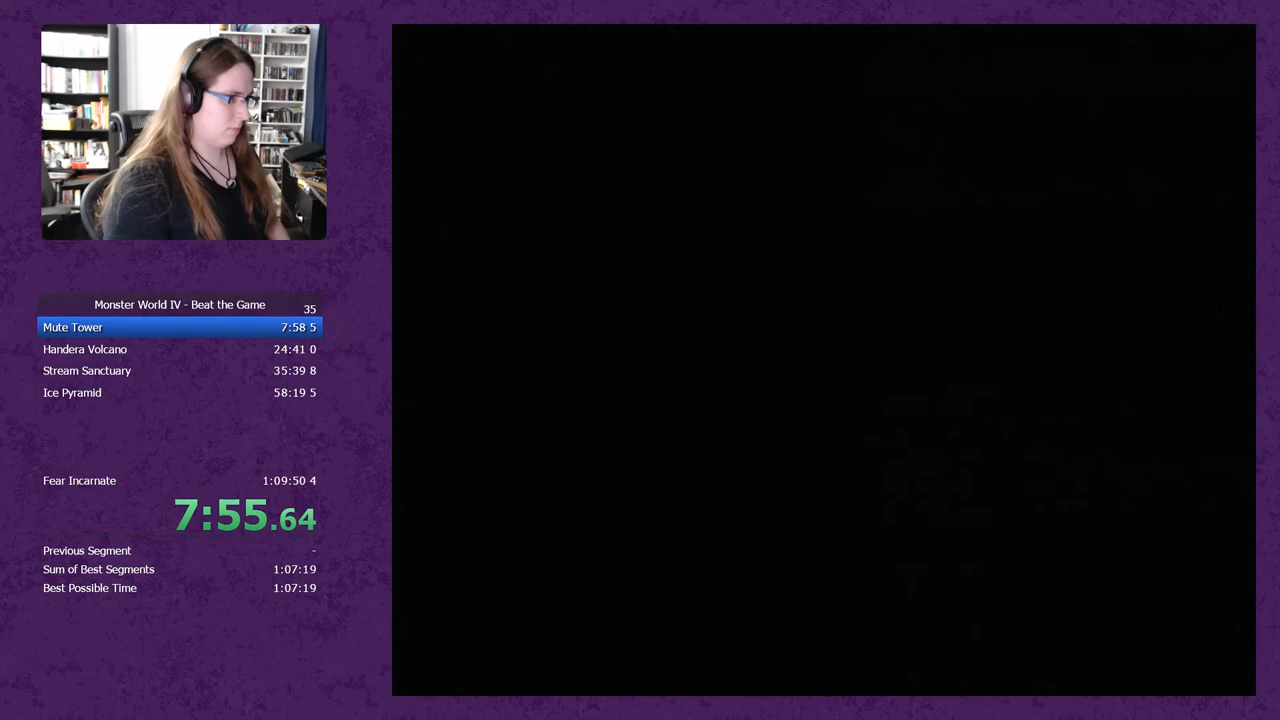 Monster World IV - Beat the Game
35
Mute Tower 7:58 5
Handera Volcano 24:41 0
Stream Sanctuary 35:39 8
Ice Pyramid 58:19 5
Fear Incarnate 1:09:50 4
7:55.64
Previous Segment -
Sum of Best Segments 1:07:19
Best Possible Time 1:07:19